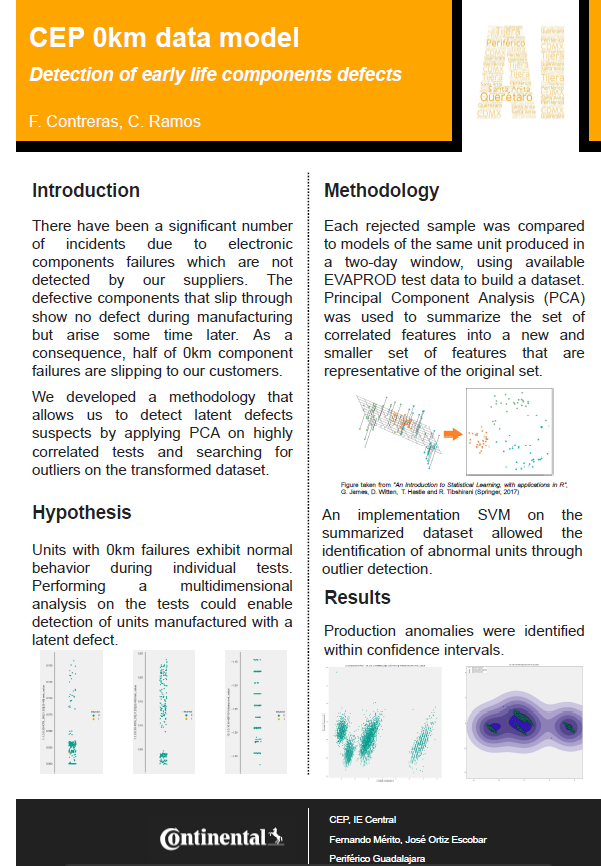 CEP 0km data model
Detection of early life components defects
F. Contreras, C. Ramos
Tijera
Periférico
CDMX
Santa Anita
Querétaro
CDMX
Introduction
There have been a significant number
of incidents due to electronic
components failures which are not
detected by our suppliers. The
defective components that slip through
show no defect during manufacturing
but arise some time later. As a
consequence, half of 0km component
failures are slipping to our customers.
We developed a methodology that
allows us to detect latent defects
suspects by applying PCA on highly
correlated tests and searching for
outliers on the transformed dataset.
Hypothesis
Units with 0km failures exhibit normal
behavior during individual tests.
Performing a multidimensional
analysis on the tests could enable
detection of units manufactured with a
latent defect.
Methodology
Each rejected sample was compared
to models of the same unit produced in
a two-day window, using available
EVAPROD test data to build a dataset.
Principal Component Analysis (PCA)
was used to summarize the set of
correlated features into a new and
smaller set of features that are
representative of the original set.
Figure taken from "An Introduction to Statistical Learning, with applications in R",
G. James, D. Witten, T. Hastie and R. Tibshirani (Springer, 2017)
An implementation SVM on the
summarized dataset allowed the
identification of abnormal units through
outlier detection.
Results
Production anomalies were identified
within confidence intervals.
Continental
CEP, IE Central
Fernando Mérito, José Ortiz Escobar
Periférico Guadalajara